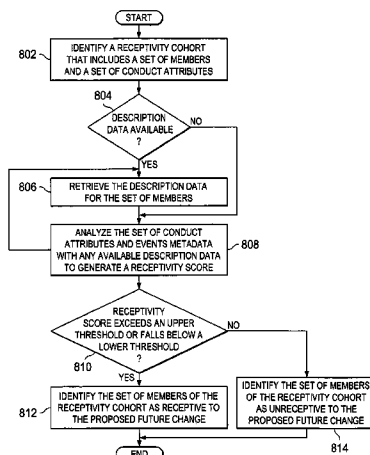 START
802
IDENTIFY A RECEPTIVITY COHORT
THAT INCLUDES A SET OF MEMBERS
AND A SET OF CONDUCT ATTRIBUTES
804
DESCRIPTION
DATA AVAILABLE
?
NO
YES
806
RETRIEVE THE DESCRIPTION DATA
FOR THE SET OF MEMBERS
ANALYZE THE SET OF CONDUCT
ATTRIBUTES AND EVENTS METADATA
WITH ANY AVAILABLE DESCRIPTION DATA
TO GENERATE A RECEPTIVITY SCORE
808
RECEPTIVITY
SCORE EXCEEDS AN UPPER
THRESHOLD OR FALLS BELOW A
LOWER THRESHOLD
?
810
NO
YES
812
IDENTIFY THE SET OF MEMBERS OF THE
RECEPTIVITY COHORT AS RECEPTIVE TO
THE PROPOSED FUTURE CHANGE
IDENTIFY THE SET OF MEMBERS
OF THE RECEPTIVITY COHORT
AS UNRECEPTIVE TO THE
PROPOSED FUTURE CHANGE
814
END